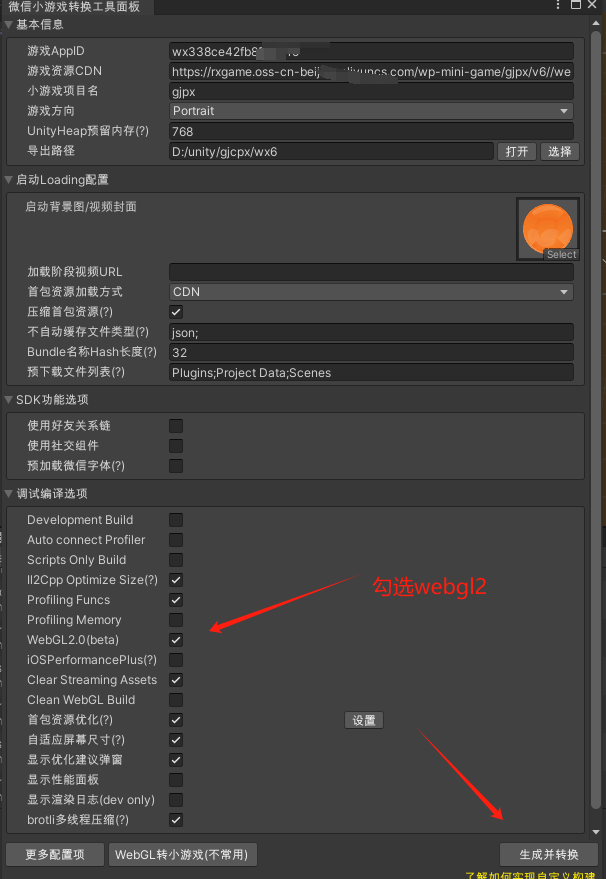 微信小游戏转换工具面板
基本信息
游戏AppID wx338ce42fb8
游戏资源CDN https://rxgame.oss-cn-beij liyuncs.com/wp-mini-game/gjpx/v6//we
小游戏项目名 gjpx
游戏方向 Portrait
UnityHeap预留内存(?) 768
导出路径 D:/unity/gjcpx/wx6 打开 选择
启动Loading配置
启动背景图/视频封面
Select
加载阶段视频URL
首包资源加载方式 CDN
压缩首包资源(?)
不自动缓存文件类型(?) json;
Bundle名称Hash长度(?) 32
预下载文件列表(?) Plugins;Project Data;Scenes
SDK功能选项
使用好友关系链
使用社交组件
预加载微信字体(?)
调试编译选项
Development Build
Auto connect Profiler
Scripts Only Build
Il2Cpp Optimize Size(?)
勾选webgl2
Profiling Funcs
Profiling Memory
WebGL2.0(beta)
iOSPerformancePlus(?)
Clear Streaming Assets
Clean WebGL Build
首包资源优化(?) 设置
自适应屏幕尺寸(?)
显示优化建议弹窗
显示性能面板
显示渲染日志(dev only)
brotli多线程压缩(?)
更多配置项 WebGL转小游戏(不常用) 生成并转换
了解如何实现自定义构建